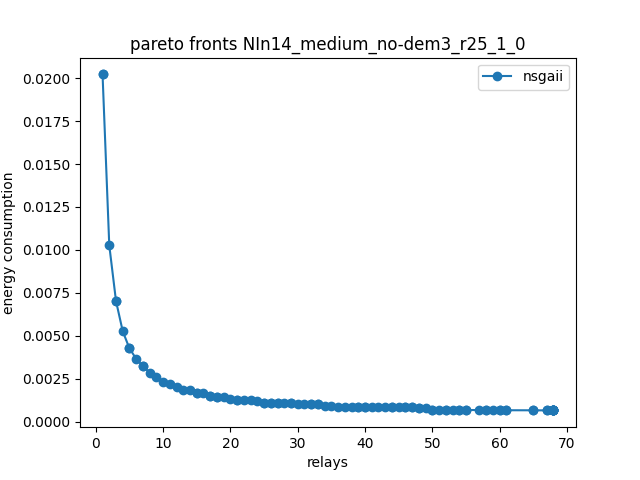 pareto fronts NIn14_medium_no-dem3_r25_1_0
nsgaii
energy consumption
0.0200
0.0175
0.0150
0.0125
0.0100
0.0075
0.0050
0.0025
0.0000
0 10 20 30 40 50 60 70
relays